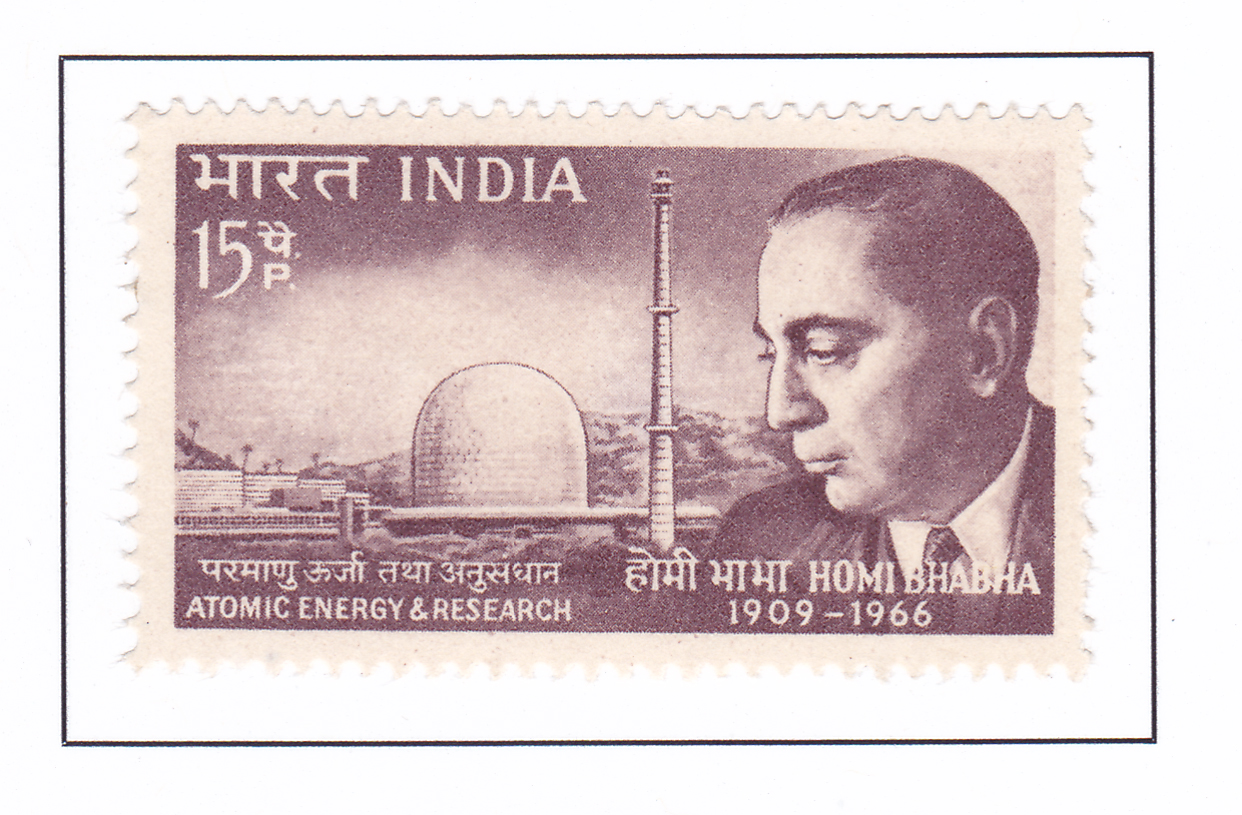 भारत INDIA
15 पै.
P.
परमाणु ऊर्जा तथा अनुसंधान
ATOMIC ENERGY & RESEARCH
होमी भाभा HOMI BHABHA
1909-1966